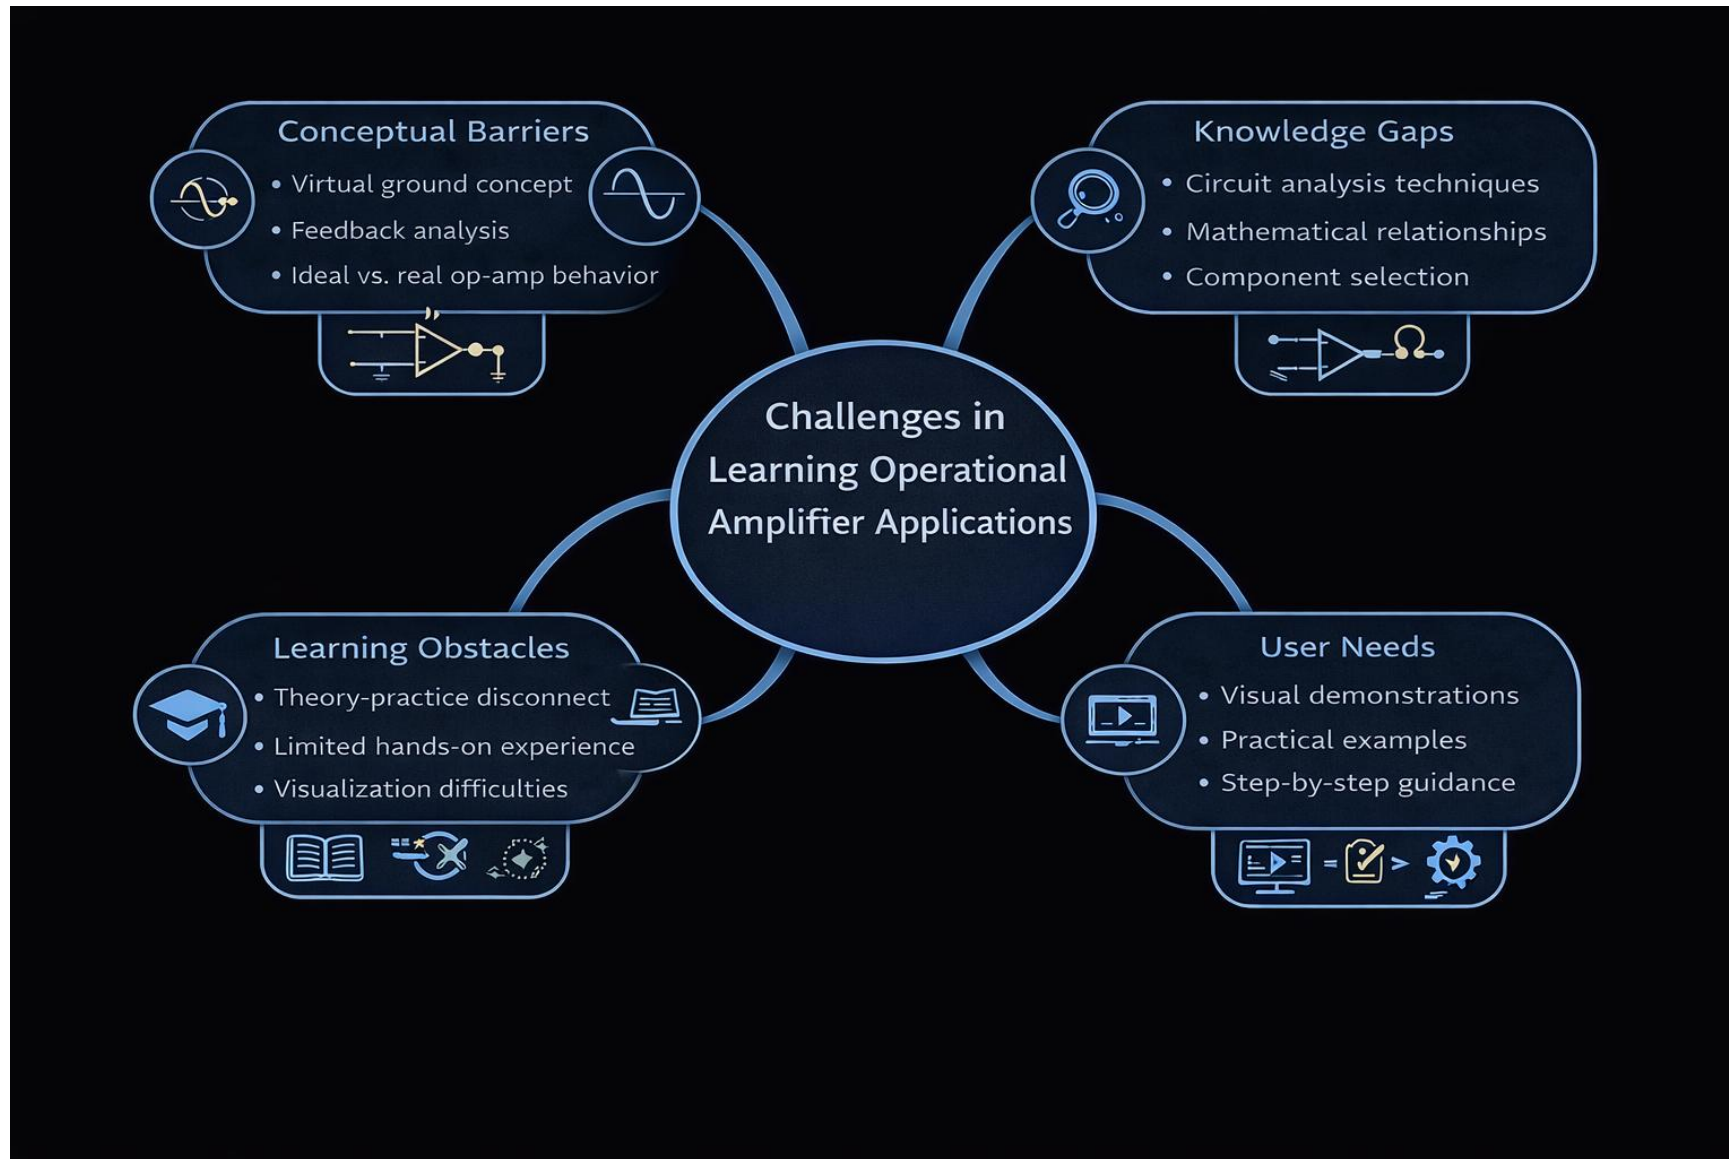 Conceptual Barriers
• Virtual ground concept
• Feedback analysis
• Ideal vs. real op-amp behavior
Knowledge Gaps
• Circuit analysis techniques
• Mathematical relationships
• Component selection
Challenges in
Learning Operational
Amplifier Applications
Learning Obstacles
• Theory-practice disconnect
• Limited hands-on experience
• Visualization difficulties
User Needs
• Visual demonstrations
• Practical examples
• Step-by-step guidance